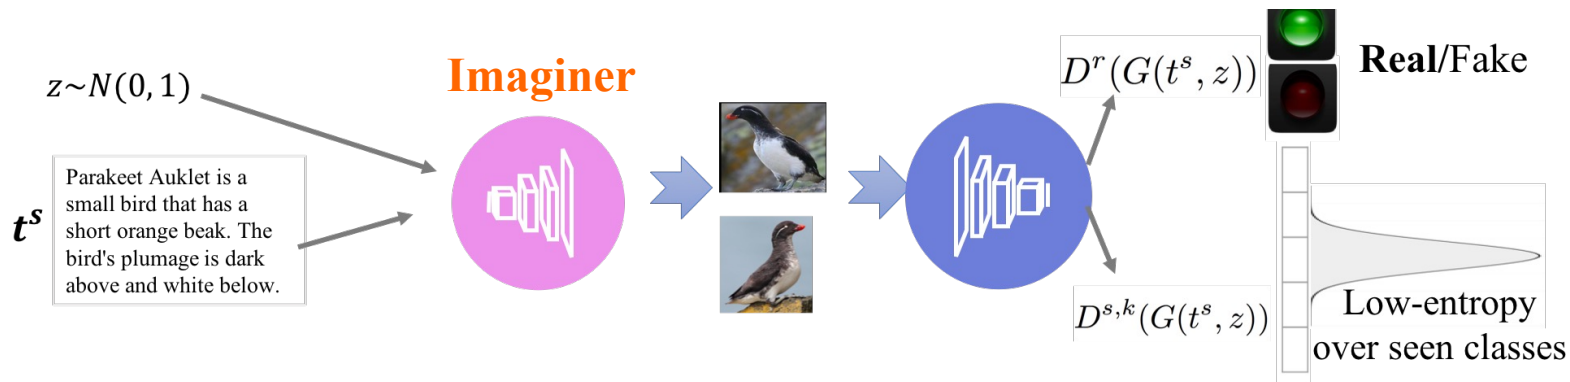 z~N(0, 1)
Imaginer
t^s
Parakeet Auklet is a
small bird that has a
short orange beak. The
bird's plumage is dark
above and white below.
D^r(G(t^s, z))
Real/Fake
D^{s,k}(G(t^s, z))
Low-entropy
over seen classes